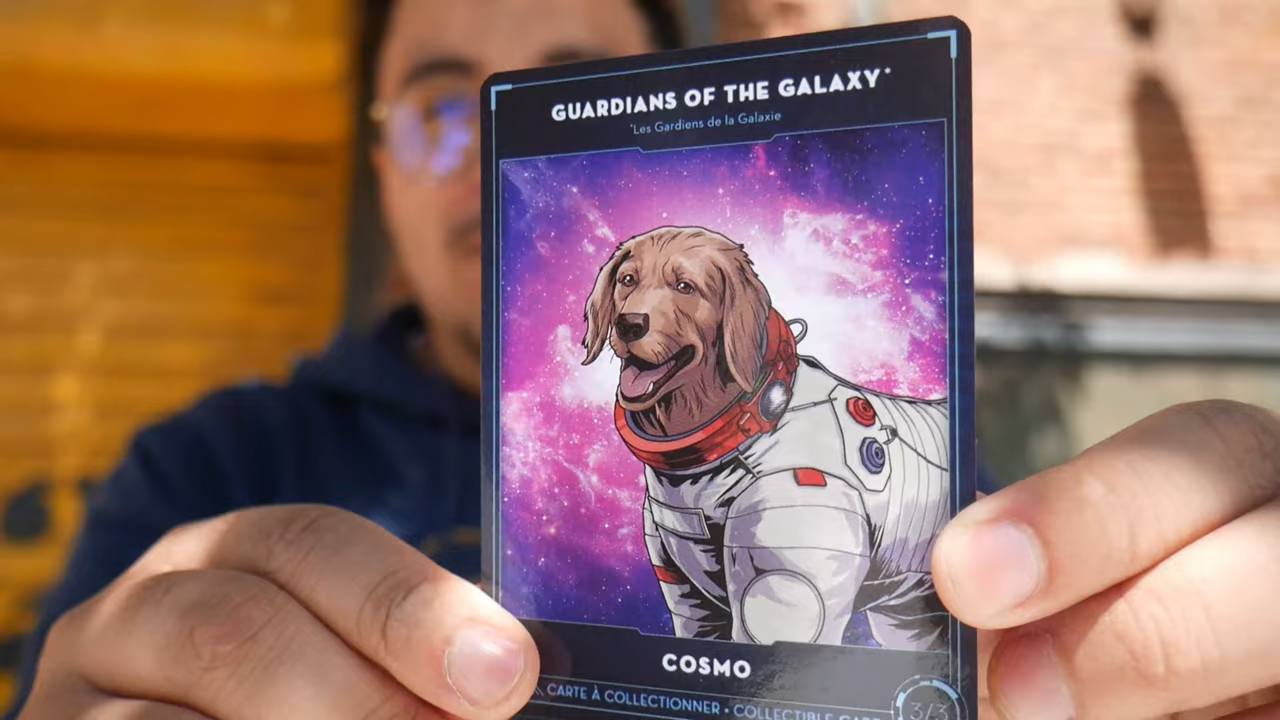 GUARDIANS OF THE GALAXY*
*Les Gardiens de la Galaxie
COSMO
CARTE À COLLECTIONNER • COLLECTIBLE CARD
3/3